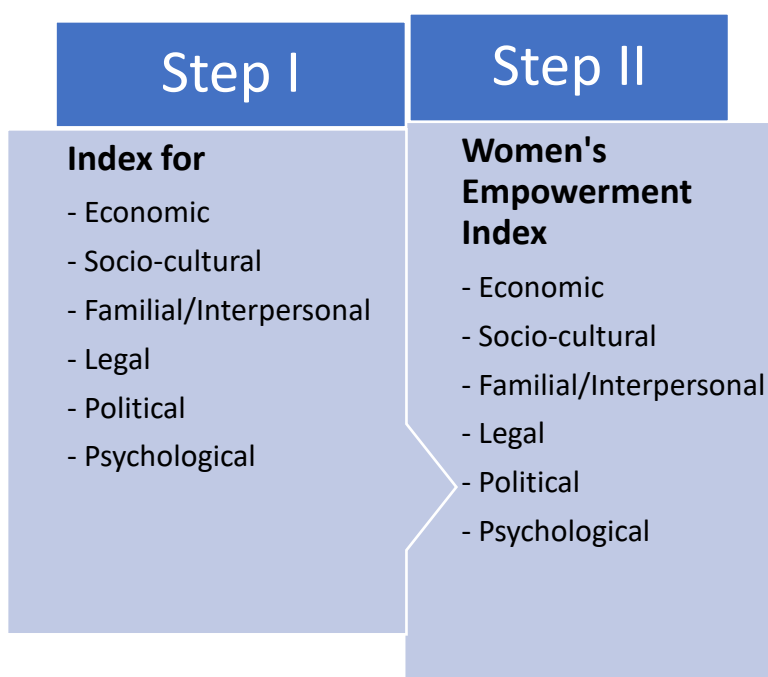 Step I
Index for
- Economic
- Socio-cultural
- Familial/Interpersonal
- Legal
- Political
- Psychological
Step II
Women's
Empowerment
Index
- Economic
- Socio-cultural
- Familial/Interpersonal
- Legal
- Political
- Psychological